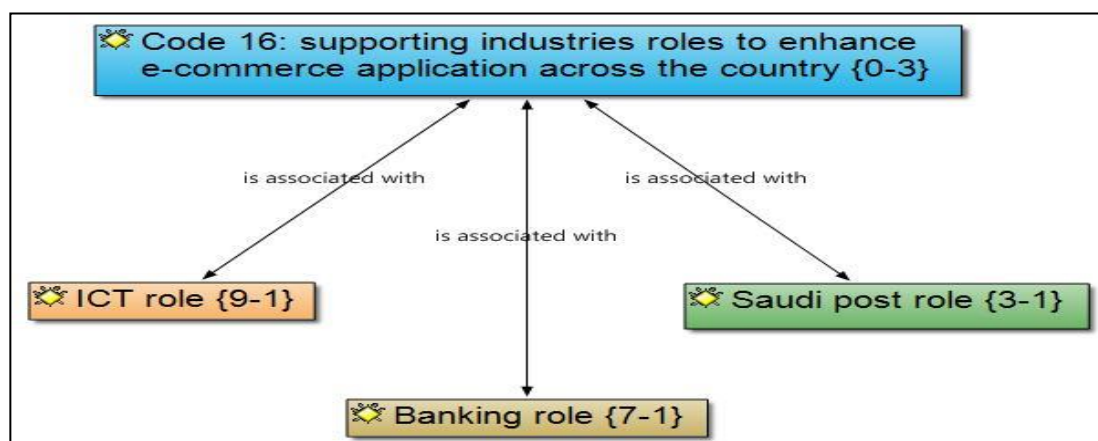 Code 16: supporting industries roles to enhance
e-commerce application across the country {0-3}
is associated with
is associated with
is associated with
ICT role {9-1}
Saudi post role {3-1}
Banking role {7-1}